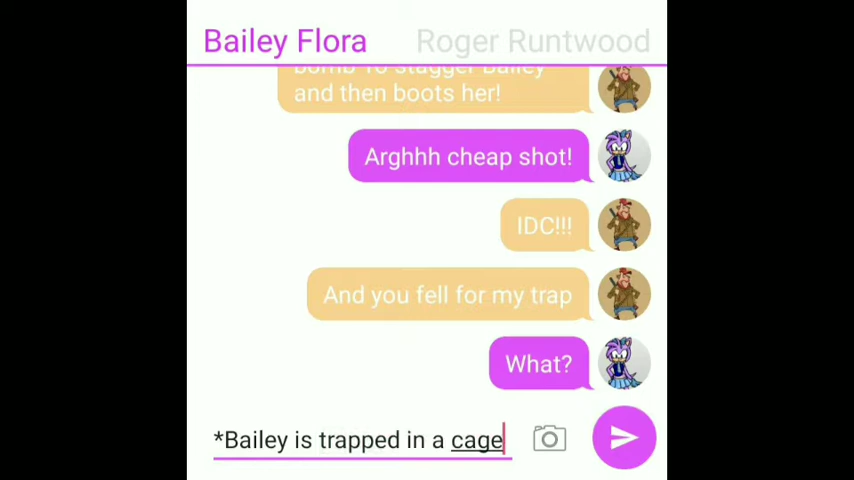 Bailey Flora
Roger Runtwood
bomb to stagger Bailey
and then boots her!
Arghhh cheap shot!
IDC!!!
And you fell for my trap
What?
*Bailey is trapped in a cage